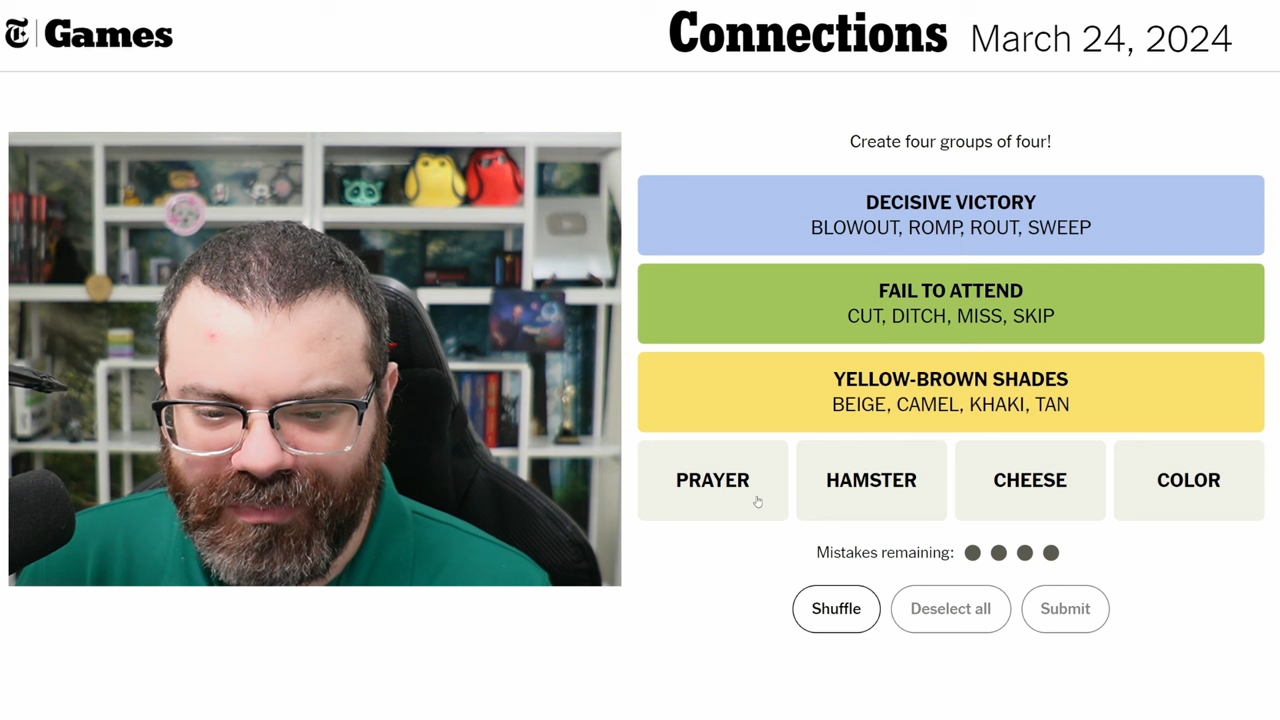 Games
Connections March 24, 2024
Create four groups of four!
DECISIVE VICTORY
BLOWOUT, ROMP, ROUT, SWEEP
FAIL TO ATTEND
CUT, DITCH, MISS, SKIP
YELLOW-BROWN SHADES
BEIGE, CAMEL, KHAKI, TAN
PRAYER HAMSTER CHEESE COLOR
Mistakes remaining:
Shuffle Deselect all Submit